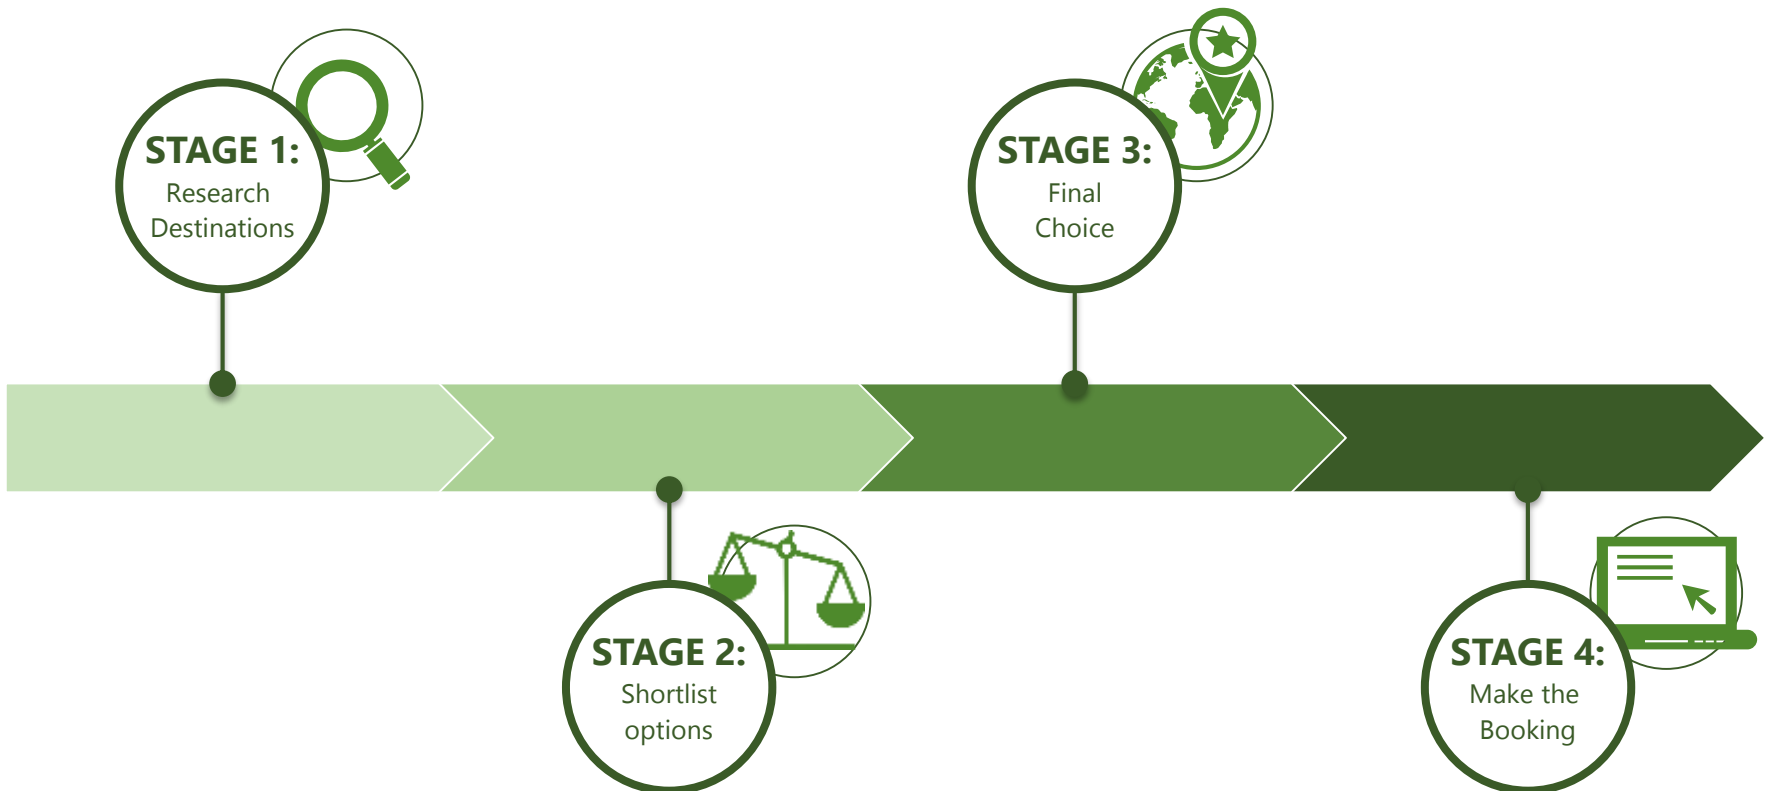 STAGE 1:
Research
Destinations
STAGE 2:
Shortlist
options
STAGE 3:
Final
Choice
STAGE 4:
Make the
Booking